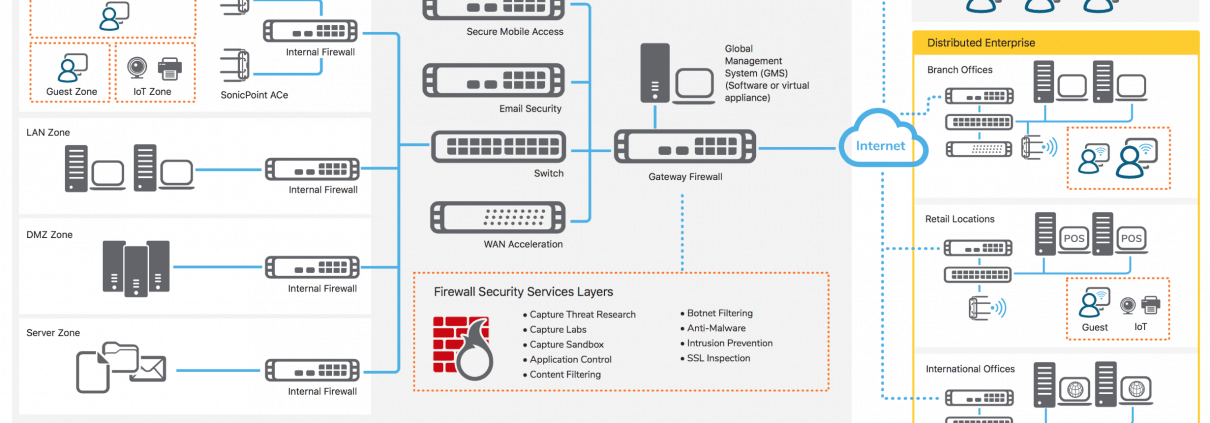 Internal Firewall
Guest Zone
IoT Zone
SonicPoint ACe
LAN Zone
Internal Firewall
DMZ Zone
Internal Firewall
Server Zone
Internal Firewall
Secure Mobile Access
Email Security
Switch
WAN Acceleration
Global
Management
System (GMS)
(Software or virtual
appliance)
Gateway Firewall
Internet
Firewall Security Services Layers
• Capture Threat Research
• Capture Labs
• Capture Sandbox
• Application Control
• Content Filtering
• Botnet Filtering
• Anti-Malware
• Intrusion Prevention
• SSL Inspection
Distributed Enterprise
Branch Offices
Retail Locations
POS
POS
Guest
IoT
International Offices